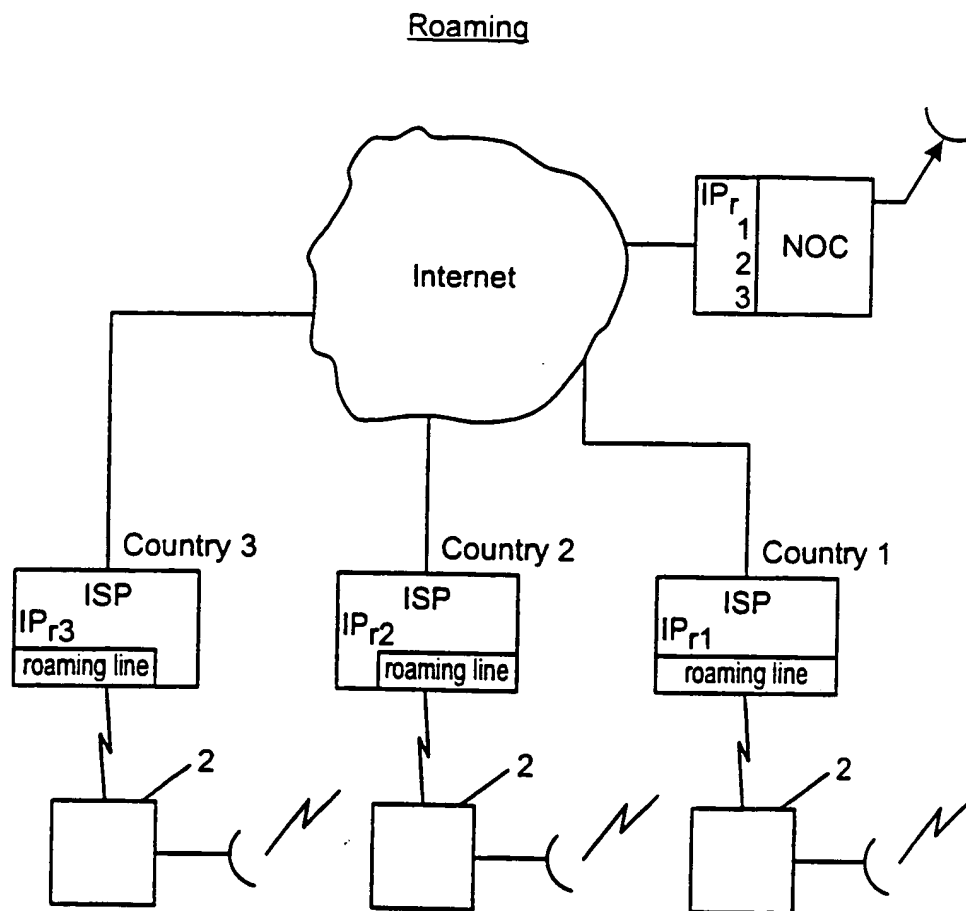 Roaming
Internet
IPr
1
2
3
NOC
Country 3
ISP
IPr3
roaming line
2
Country 2
ISP
IPr2
roaming line
2
Country 1
ISP
IPr1
roaming line
2